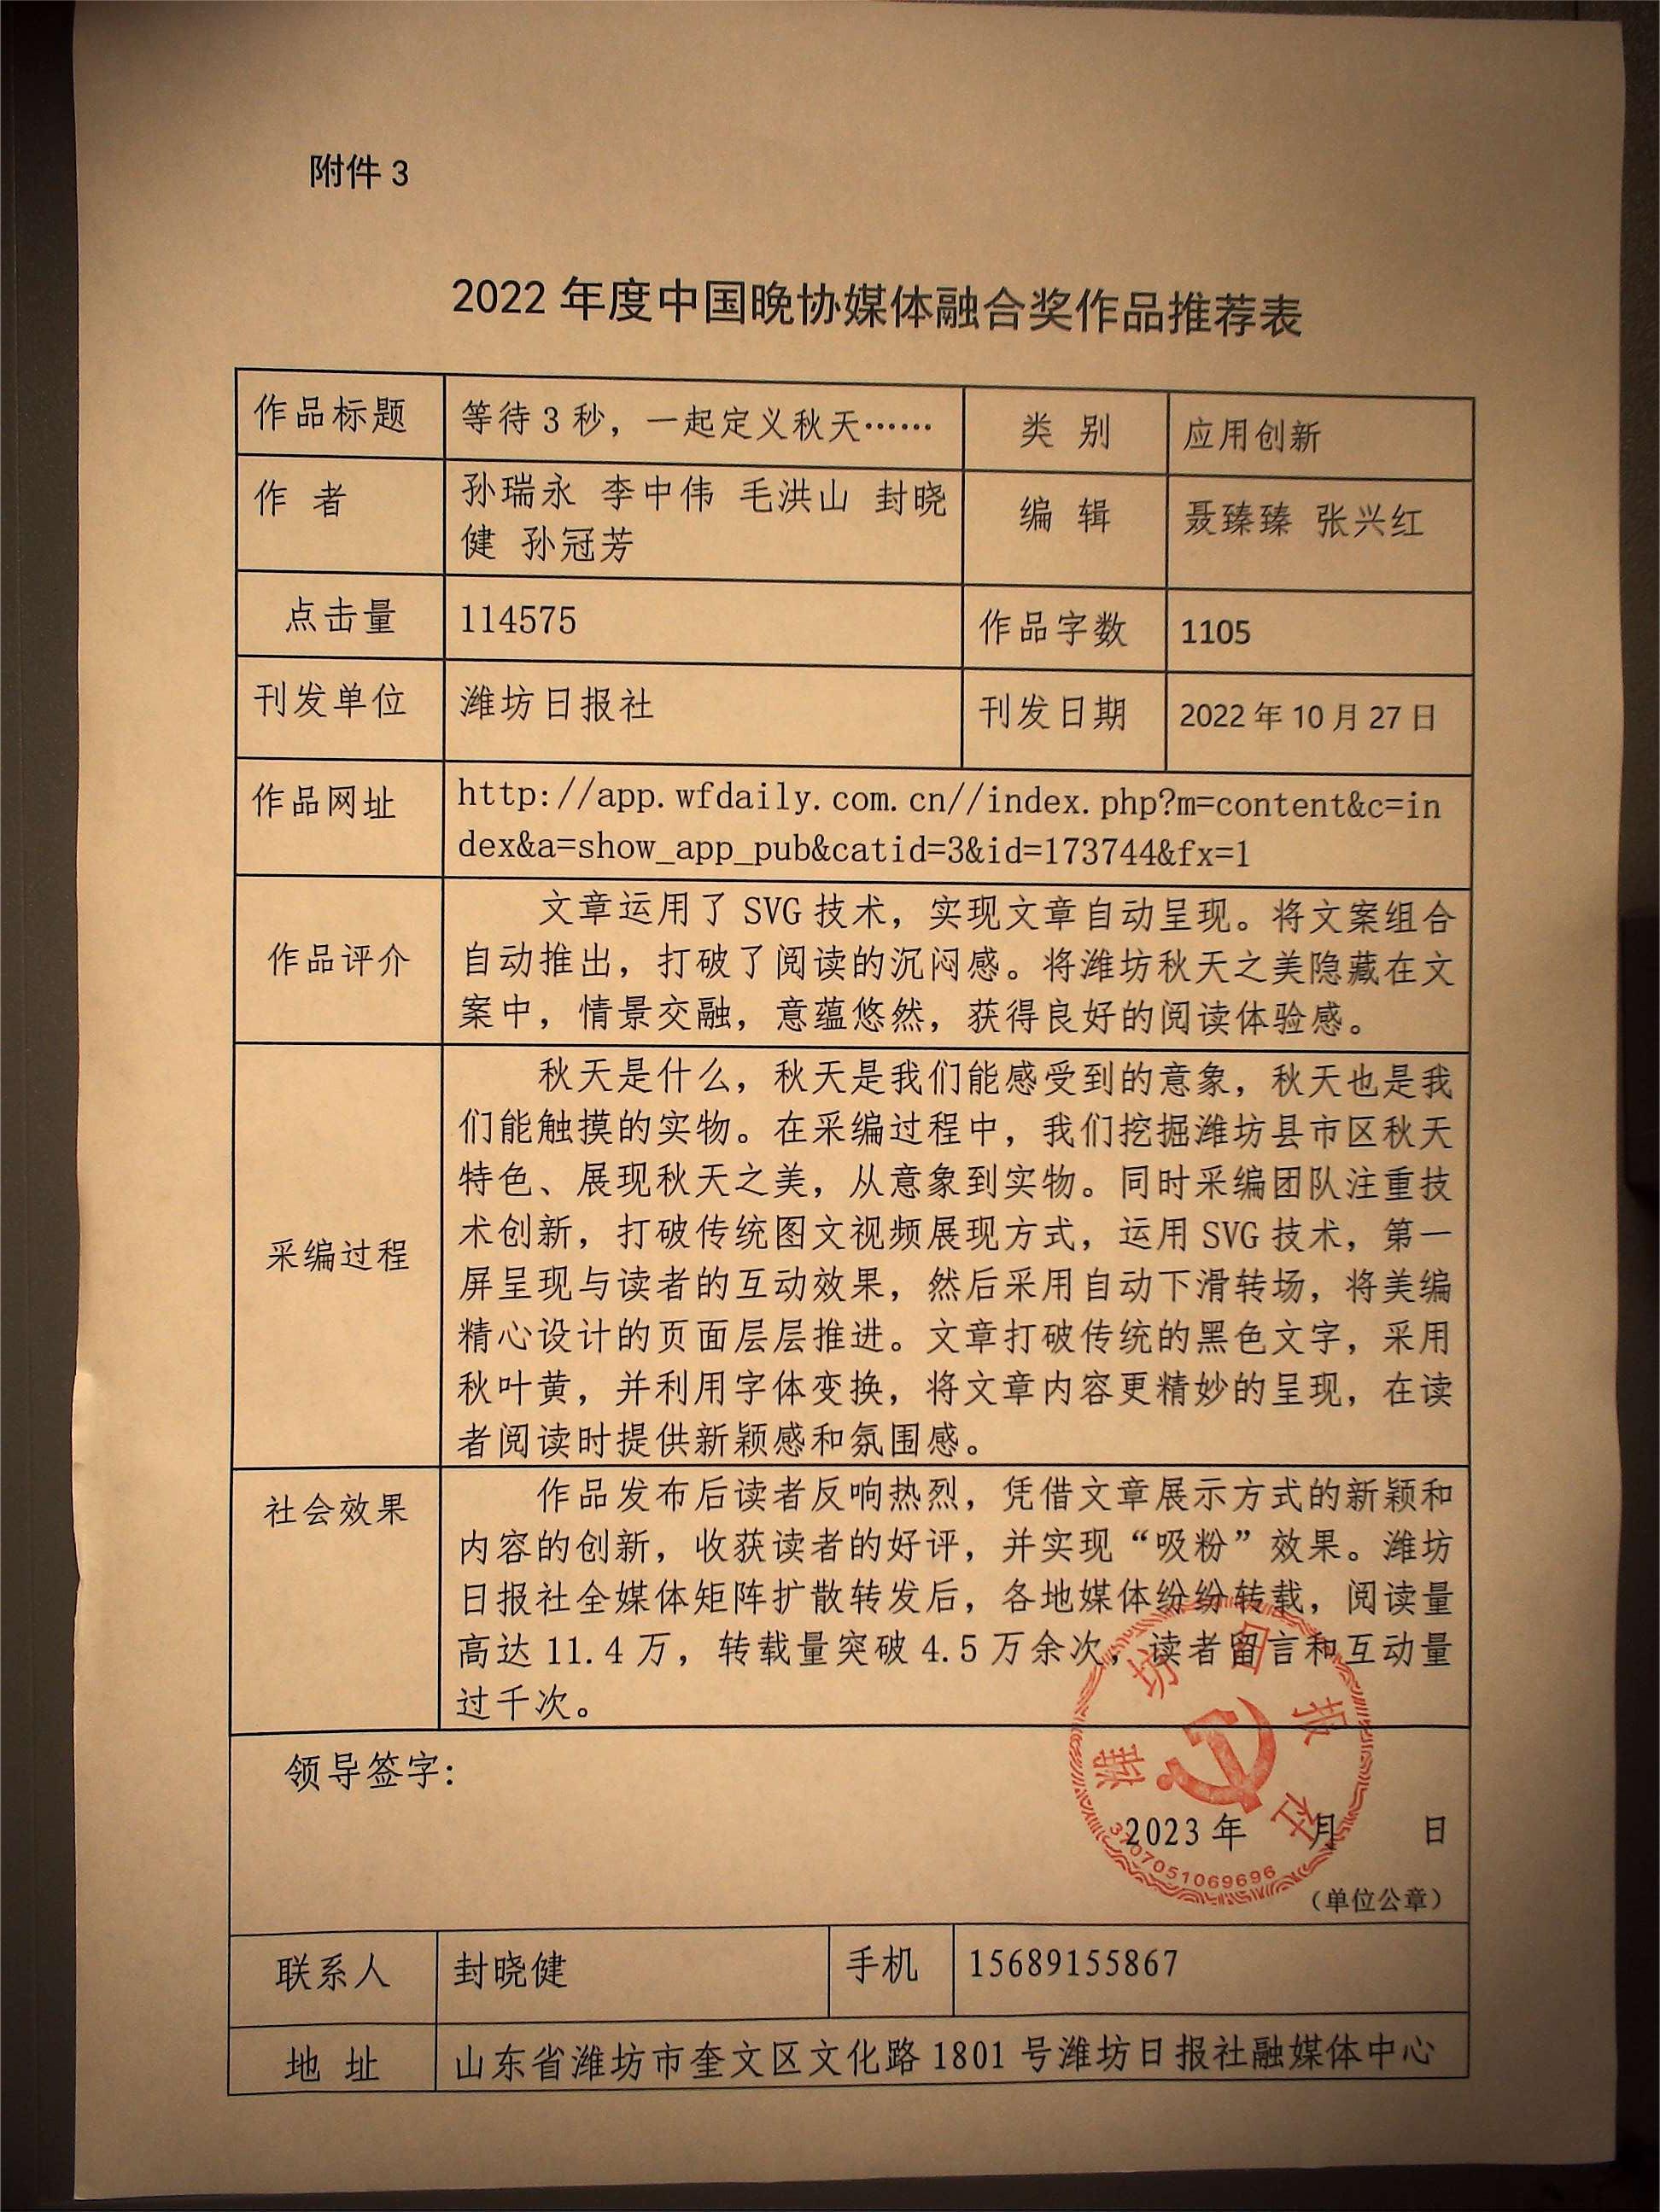 附件 3
2022 年度中国晚协媒体融合奖作品推荐表
作品标题 等待 3 秒，一起定义秋天…… 类 别 应用创新
作 者 孙瑞永 李中伟 毛洪山 封晓
健 孙冠芳 编 辑 聂臻臻 张兴红
点击量 114575 作品字数 1105
刊发单位 潍坊日报社 刊发日期 2022 年 10 月 27 日
作品网址 http://app.wfdaily.com.cn//index.php?m=content&c=in
dex&a=show_app_pub&catid=3&id=173744&fx=1
作品评介
文章运用了 SVG 技术，实现文章自动呈现。将文案组合
自动推出，打破了阅读的沉闷感。将潍坊秋天之美隐藏在文
案中，情景交融，意蕴悠然，获得良好的阅读体验感。
采编过程
秋天是什么，秋天是我们能感受到的意象，秋天也是我
们能触摸的实物。在采编过程中，我们挖掘潍坊县市区秋天
特色、展现秋天之美，从意象到实物。同时采编团队注重技
术创新，打破传统图文视频展现方式，运用 SVG 技术，第一
屏呈现与读者的互动效果，然后采用自动下滑转场，将美编
精心设计的页面层层推进。文章打破传统的黑色文字，采用
秋叶黄，并利用字体变换，将文章内容更精妙的呈现，在读
者阅读时提供新颖感和氛围感。
社会效果
作品发布后读者反响热烈，凭借文章展示方式的新颖和
内容的创新，收获读者的好评，并实现“吸粉”效果。潍坊
日报社全媒体矩阵扩散转发后，各地媒体纷纷转载，阅读量
高达 11.4 万，转载量突破 4.5 万余次，读者留言和互动量
过千次。
领导签字：
潍坊日报社
2023 年 月 日
3707051069696
（单位公章）
联系人 封晓健 手机 15689155867
地 址 山东省潍坊市奎文区文化路 1801 号潍坊日报社融媒体中心